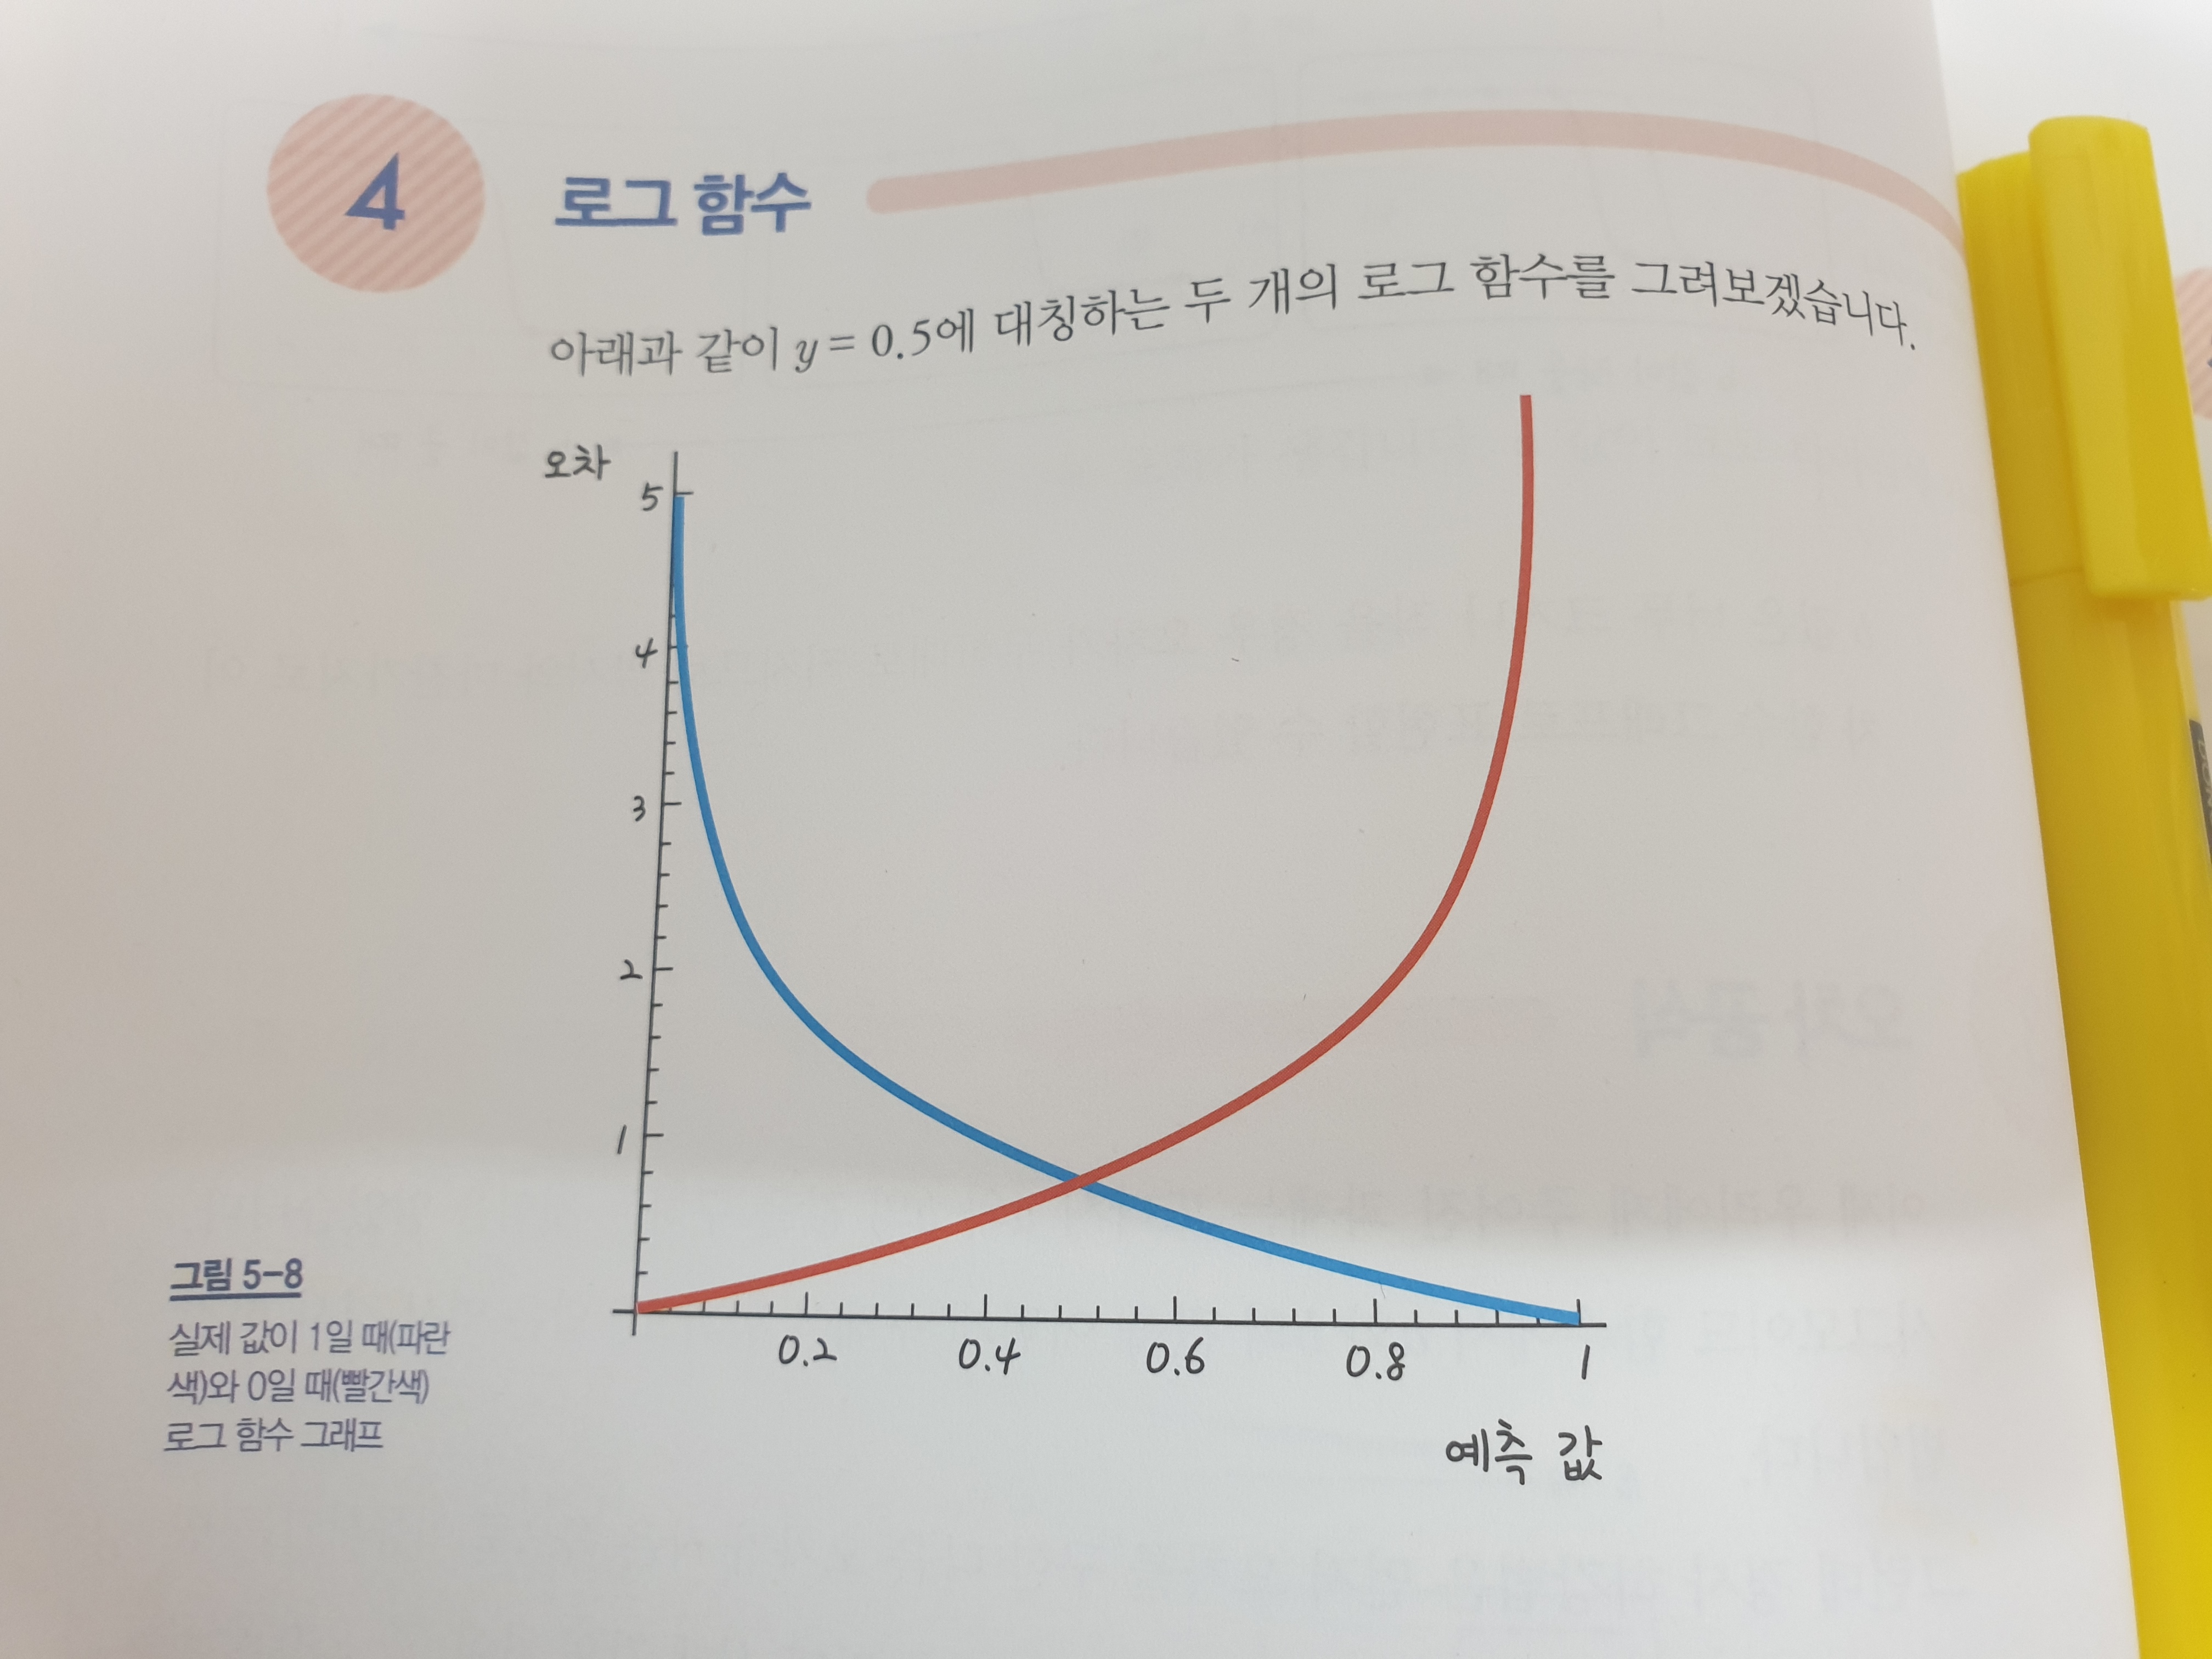 4
로그 함수
아래과 같이 y = 0.5에 대칭하는 두 개의 로그 함수를 그려보겠습니다.
오차
5
4
3
2
1
0.2 0.4 0.6 0.8 1
예측 값
그림 5-8
실제 값이 1일 때(파란
색)와 0일 때(빨간색)
로그 함수 그래프